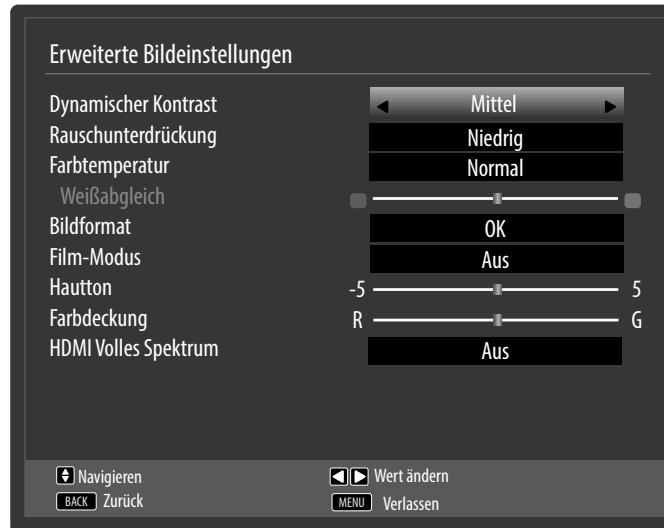 Erweiterte Bildeinstellungen
Dynamischer Kontrast Mittel
Rauschunterdrückung Niedrig
Farbtemperatur Normal
Weißabgleich
Bildformat OK
Film-Modus Aus
Hautton -5 5
Farbdeckung R G
HDMI Volles Spektrum Aus
Navigieren Wert ändern
BACK Zurück MENU Verlassen